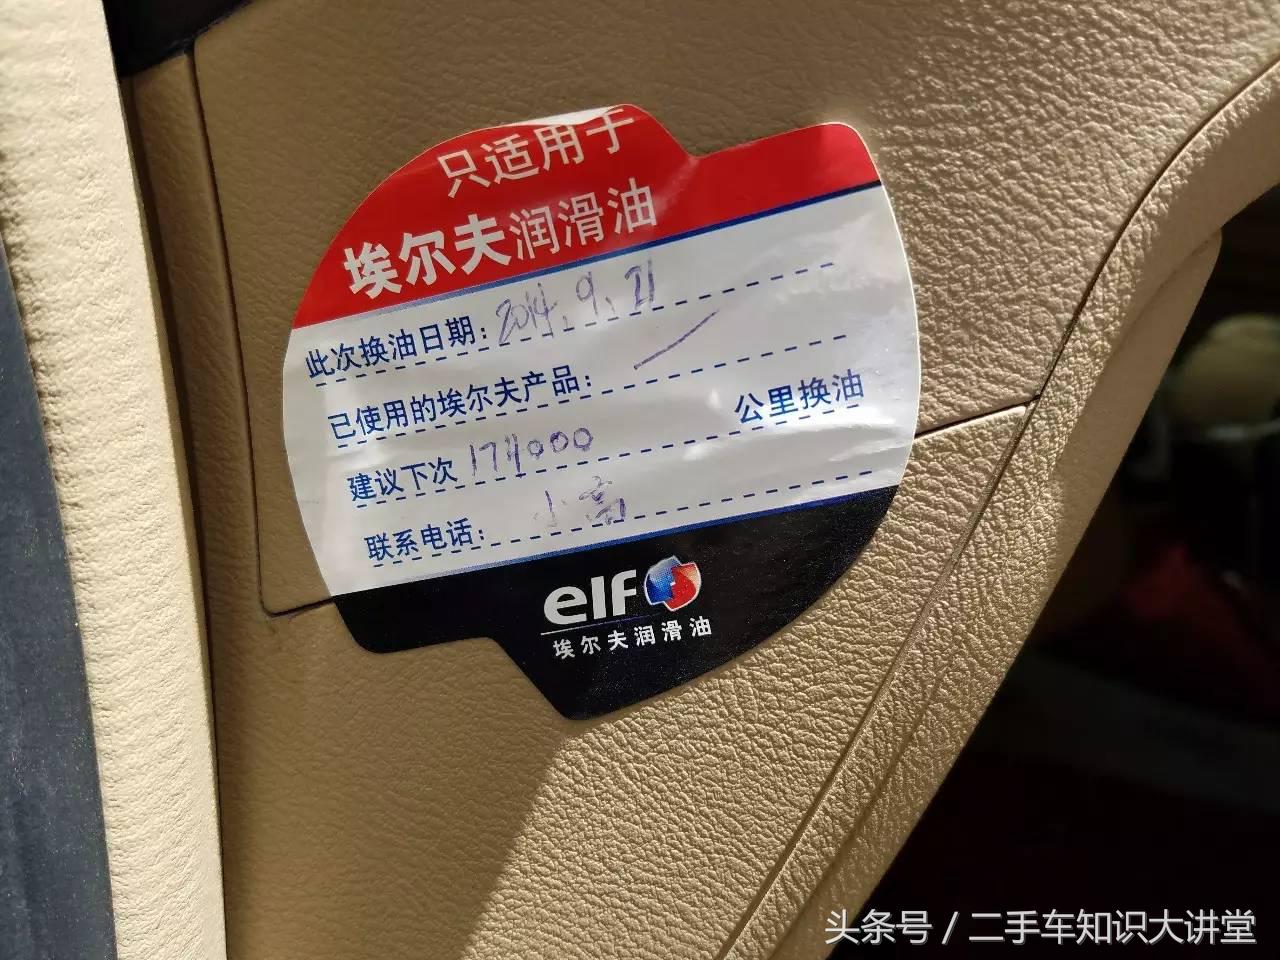 只适用于
埃尔夫润滑油
此次换油日期：2014.9.21
已使用的埃尔夫产品：
建议下次 174000 公里换油
联系电话：小高
elf
埃尔夫润滑油
头条号 / 二手车知识大讲堂